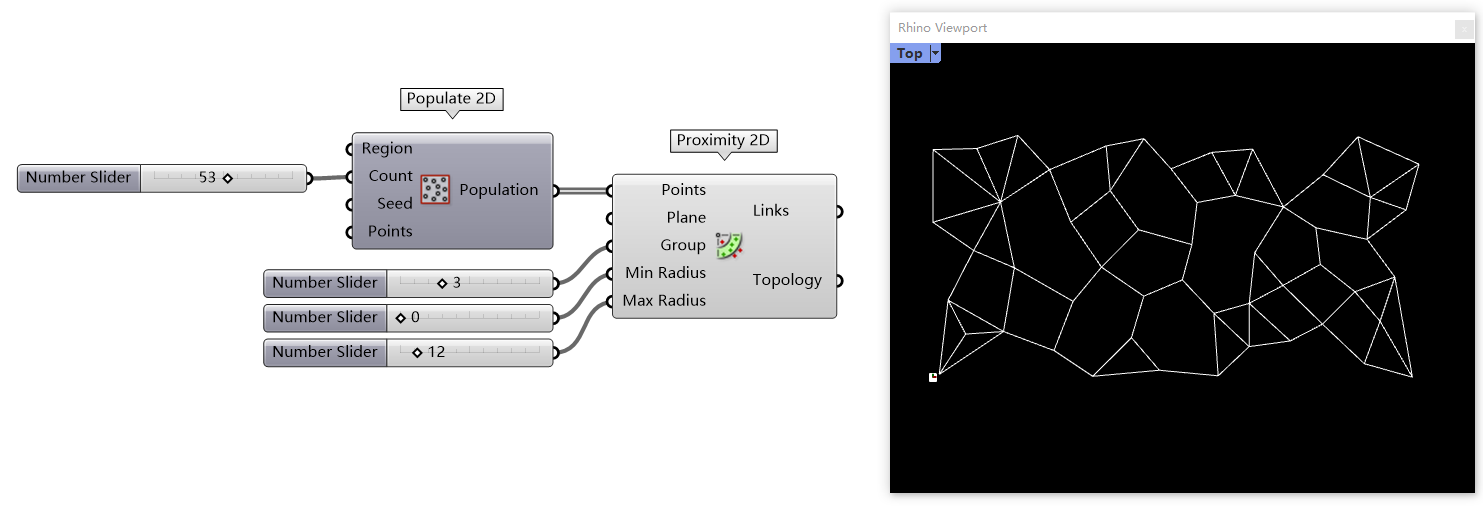 Rhino Viewport
Top
Populate 2D
Region
Count
Seed
Points
Population
Number Slider
53
Proximity 2D
Points
Plane
Group
Min Radius
Max Radius
Links
Topology
Number Slider
3
Number Slider
0
Number Slider
12